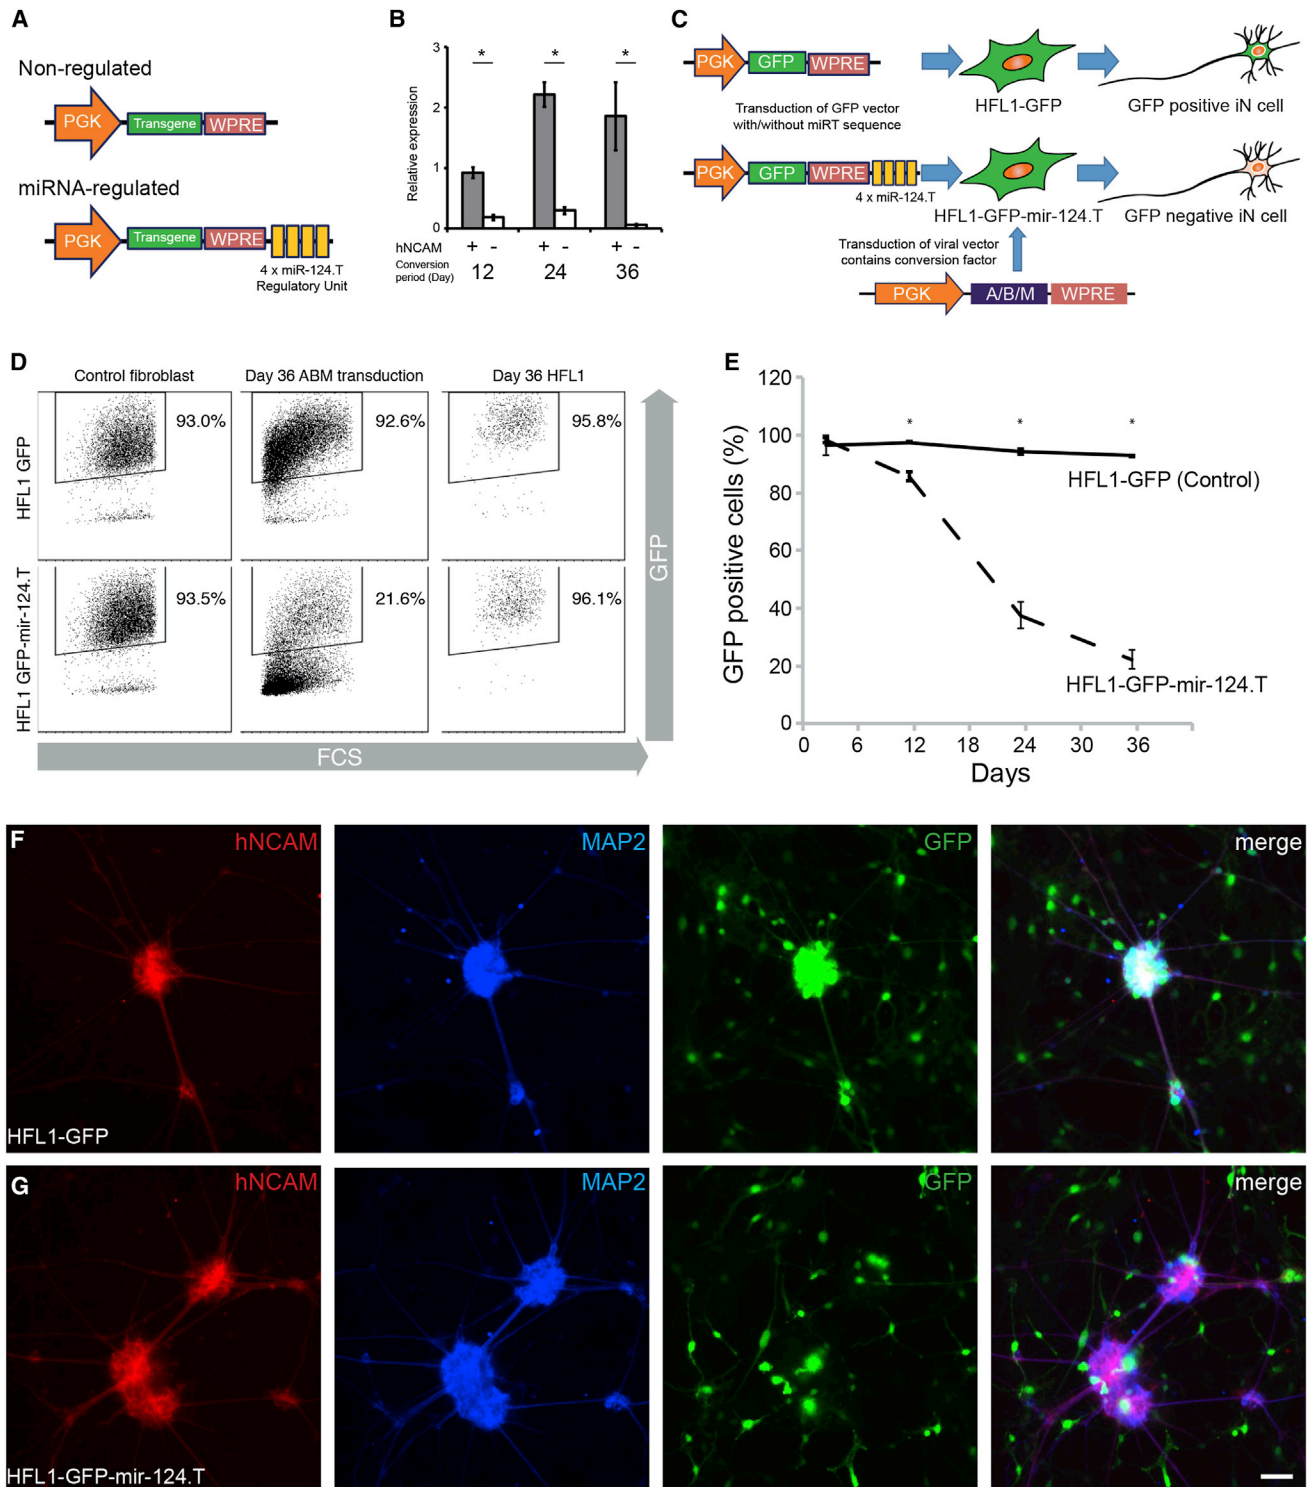 A
Non-regulated
PGK
Transgene
WPRE
miRNA-regulated
PGK
Transgene
WPRE
4 x miR-124.T
Regulatory Unit
B
Relative expression
3
2
1
0
*
*
*
hNCAM
+ - + - + -
Conversion
period (Day)
12 24 36
C
PGK
GFP
WPRE
Transduction of GFP vector
with/without miRT sequence
HFL1-GFP
GFP positive iN cell
PGK
GFP
WPRE
4 x miR-124.T
HFL1-GFP-mir-124.T
GFP negative iN cell
Transduction of viral vector
contains conversion factor
PGK
A/B/M
WPRE
D
Control fibroblast
Day 36 ABM transduction
Day 36 HFL1
HFL1 GFP
93.0%
92.6%
95.8%
HFL1 GFP-mir-124.T
93.5%
21.6%
96.1%
GFP
FCS
E
GFP positive cells (%)
120
100
80
60
40
20
0
*
*
*
HFL1-GFP (Control)
HFL1-GFP-mir-124.T
0 6 12 18 24 30 36
Days
F
hNCAM
MAP2
GFP
merge
HFL1-GFP
G
hNCAM
MAP2
GFP
merge
HFL1-GFP-mir-124.T